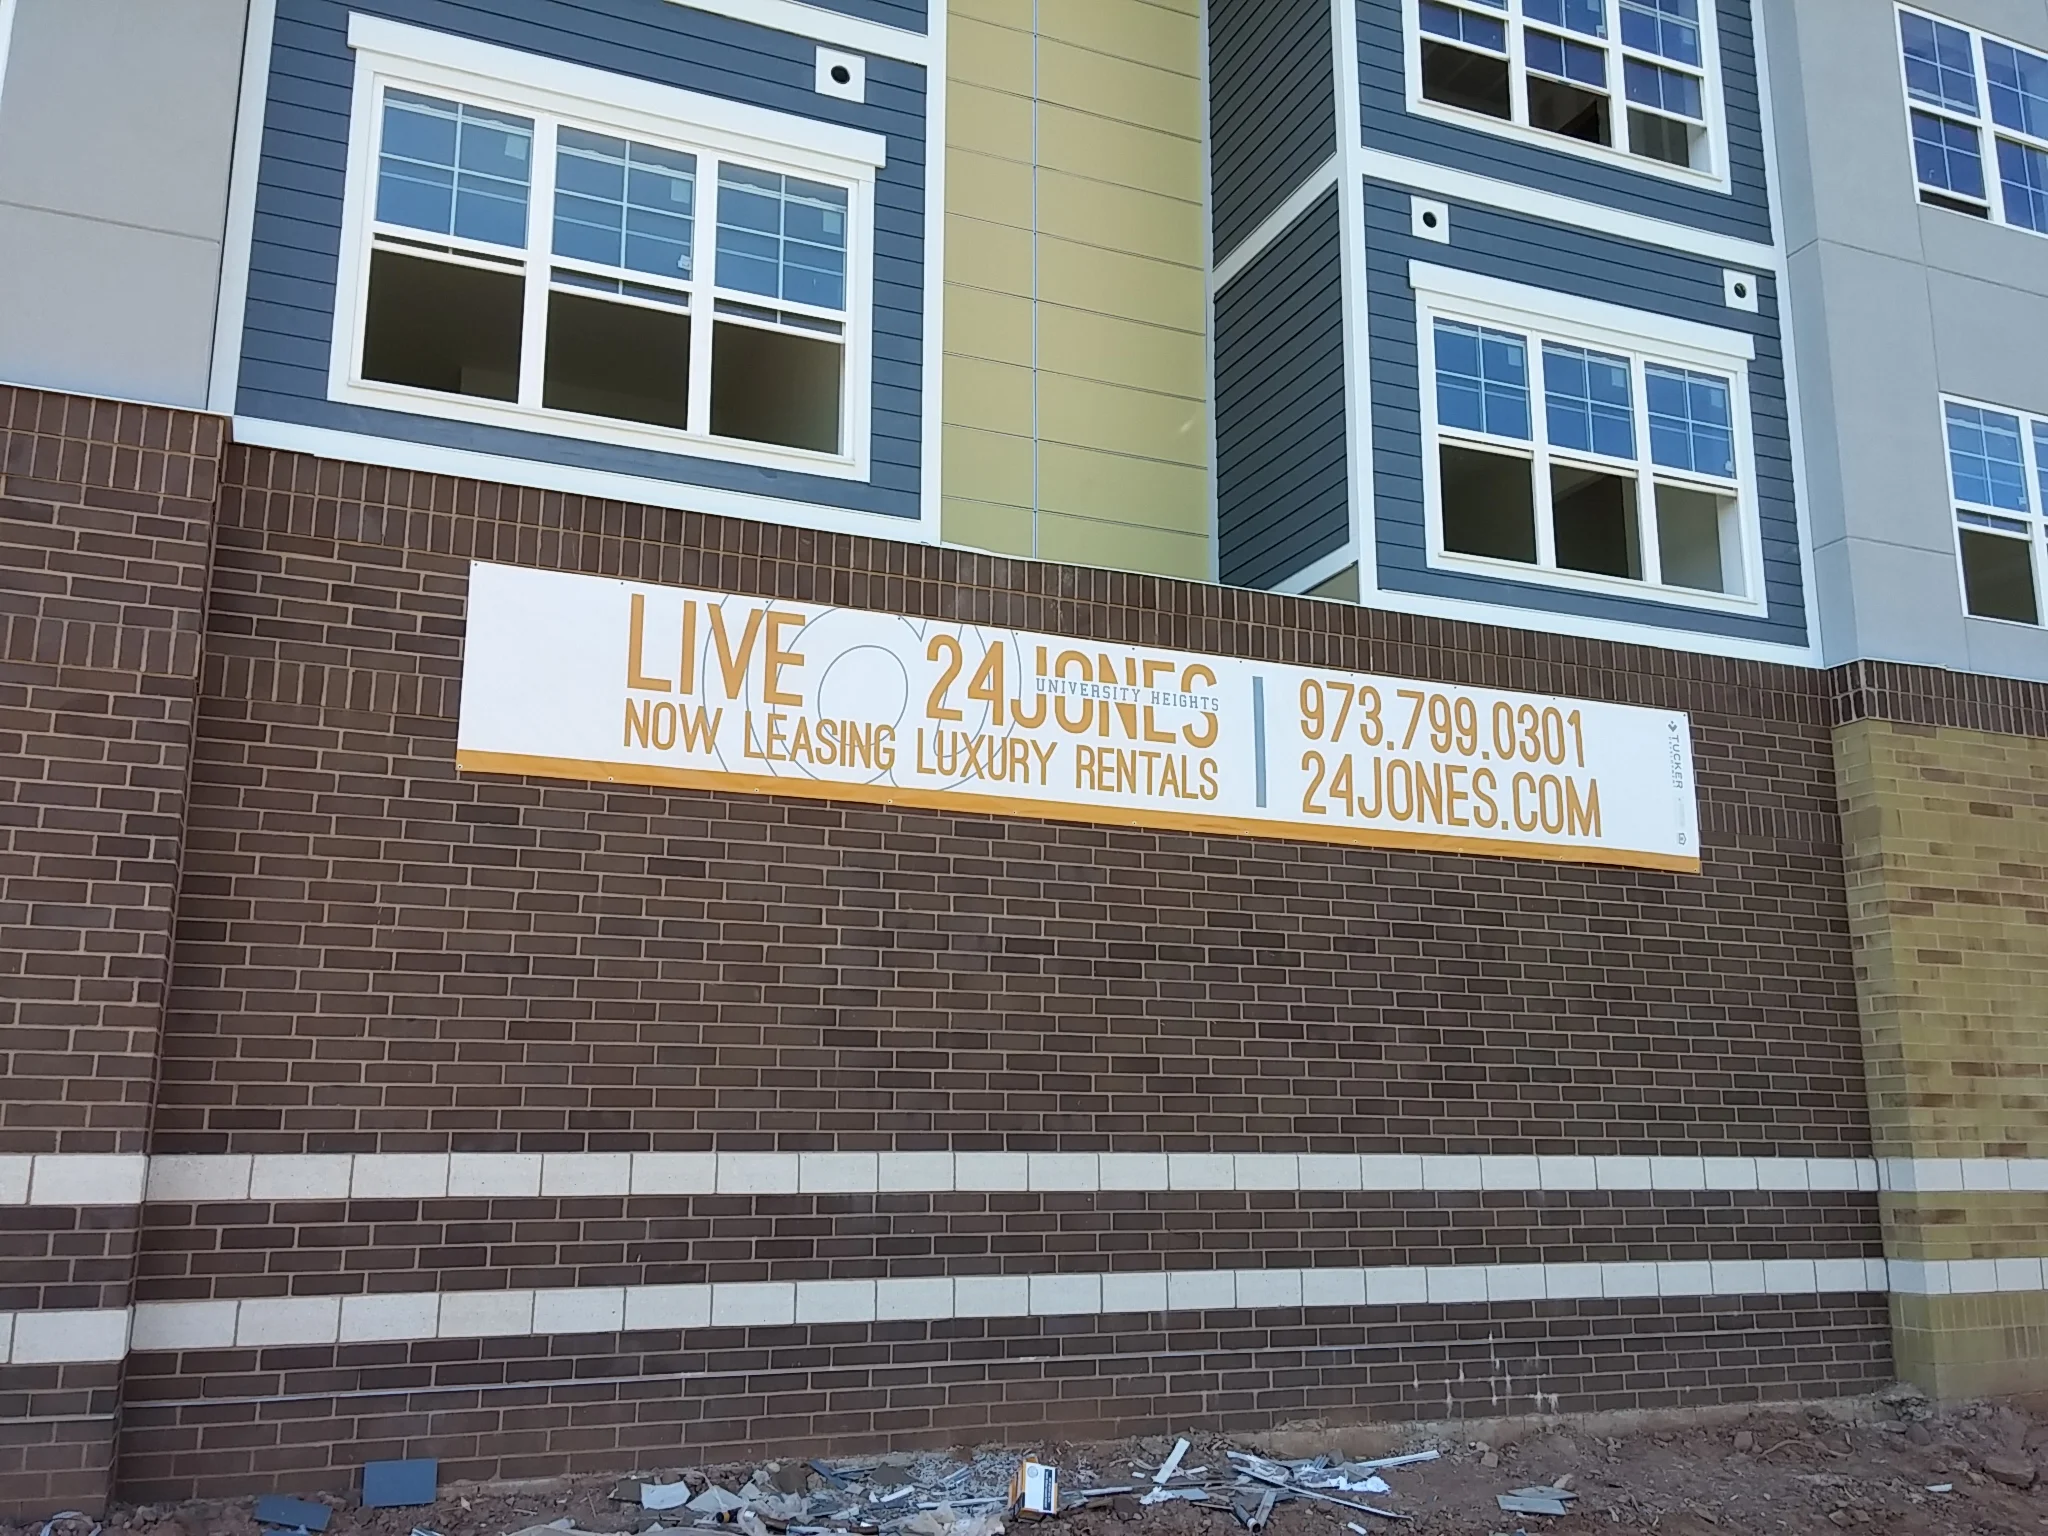 LIVE @ 24JONES
UNIVERSITY HEIGHTS
NOW LEASING LUXURY RENTALS
973.799.0301
24JONES.COM
TUCKER